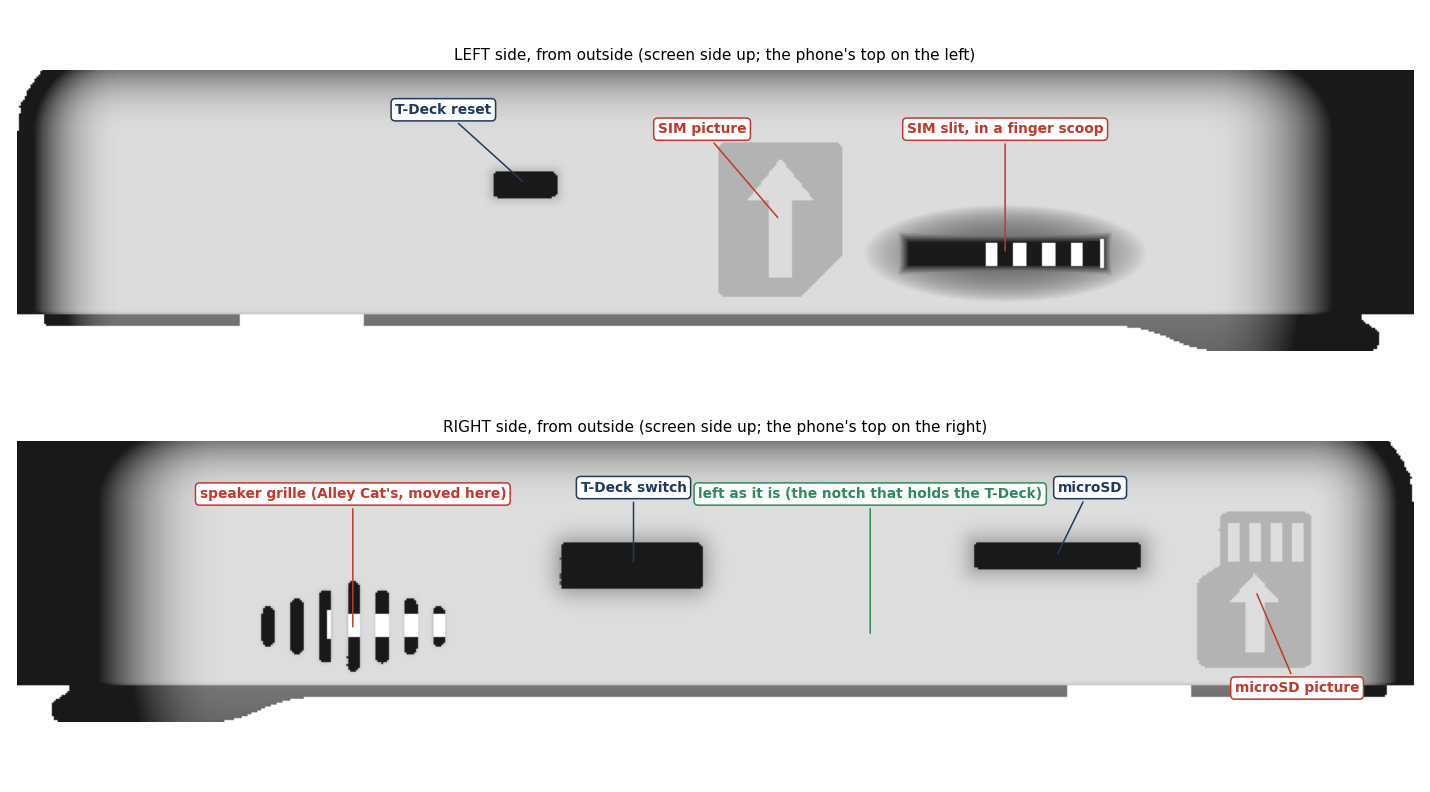 LEFT side, from outside (screen side up; the phone's top on the left)
T-Deck reset
SIM picture
SIM slit, in a finger scoop
RIGHT side, from outside (screen side up; the phone's top on the right)
speaker grille (Alley Cat's, moved here)
T-Deck switch
left as it is (the notch that holds the T-Deck)
microSD
microSD picture